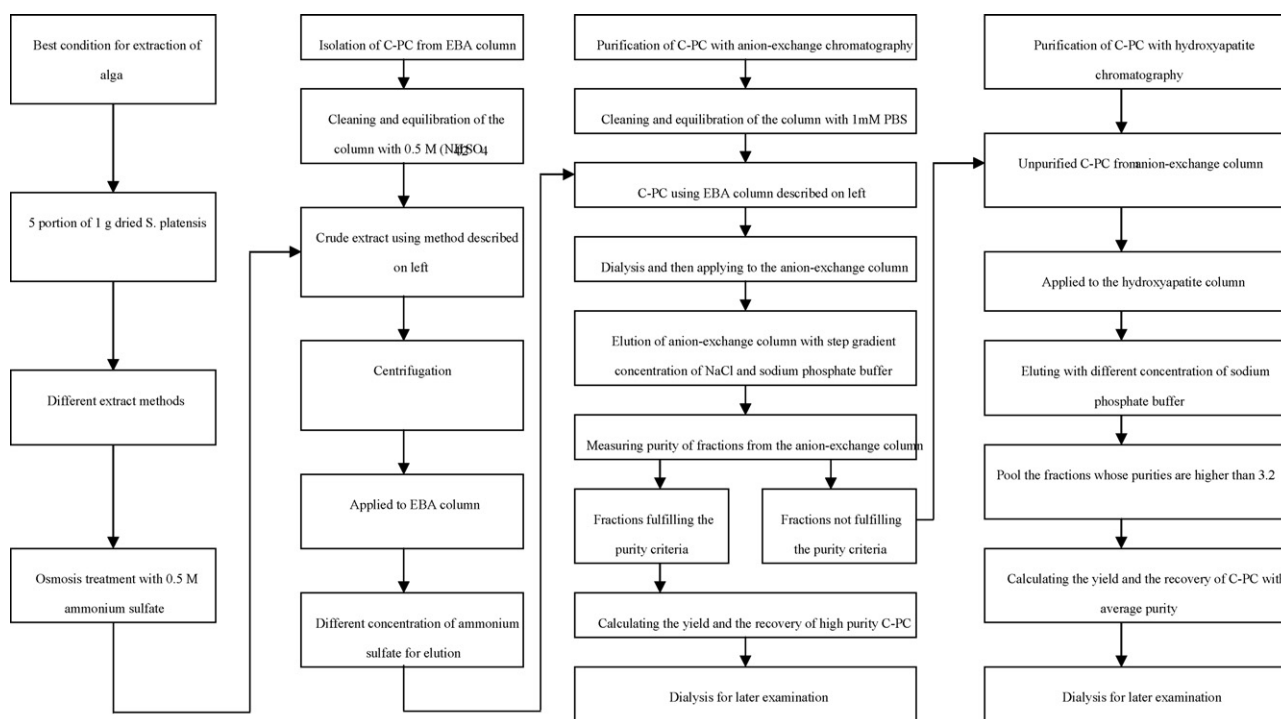 Best condition for extraction of
alga
5 portion of 1 g dried S. platensis
Different extract methods
Osmosis treatment with 0.5 M
ammonium sulfate
Isolation of C-PC from EBA column
Cleaning and equilibration of the
column with 0.5 M
Crude extract using method described
on left
Centrifugation
Applied to EBA column
Different concentration of ammonium
sulfate for elution
Purification of C-PC with anion-exchange chromatography
Cleaning and equilibration of the column with 1mM PBS
C-PC using EBA column described on left
Dialysis and then applying to the anion-exchange column
Elution of anion-exchange column with step gradient
concentration of NaCl and sodium phosphate buffer
Measuring purity of fractions from the anion-exchange column
Fractions fulfilling the
purity criteria
Fractions not fulfilling
the purity criteria
Calculating the yield and the recovery of high purity C-PC
Dialysis for later examination
Purification of C-PC with hydroxyapatite
chromatography
Unpurified C-PC from anion-exchange column
Applied to the hydroxyapatite column
Eluting with different concentration of sodium
phosphate buffer
Pool the fractions whose purities are higher than 3.2
Calculating the yield and the recovery of C-PC with
average purity
Dialysis for later examination